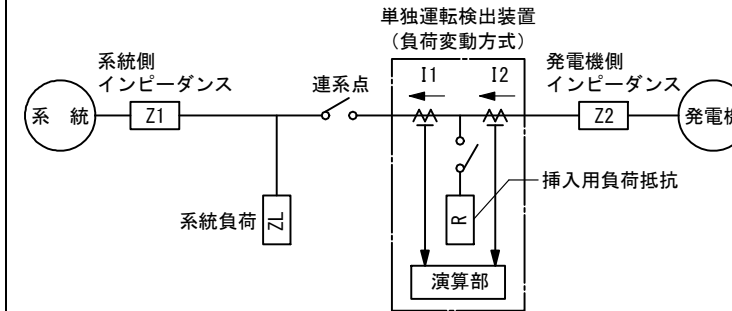 単独運転検出装置
（負荷変動方式）
系統側
インピーダンス
連系点
I1
I2
発電機側
インピーダンス
系　統
Z1
Z2
発電機
挿入用負荷抵抗
系統負荷
ZL
R
演算部